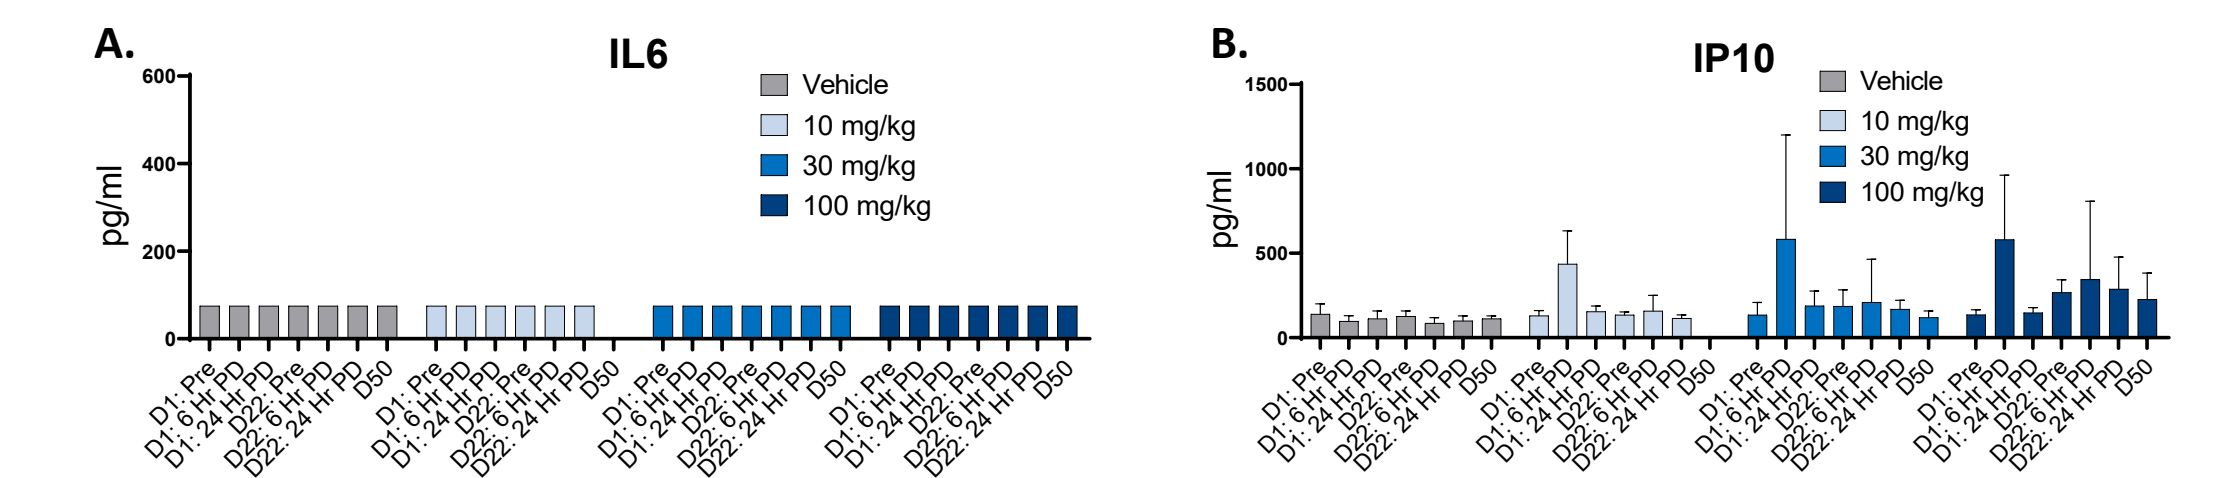 A.
IL6
600
400
200
0
pg/ml
Vehicle
10 mg/kg
30 mg/kg
100 mg/kg
D1: Pre
D1: 6 Hr PD
D1: 24 Hr PD
D22: Pre
D22: 6 Hr PD
D22: 24 Hr PD
D50
D1: Pre
D1: 6 Hr PD
D1: 24 Hr PD
D22: Pre
D22: 6 Hr PD
D22: 24 Hr PD
D50
D1: Pre
D1: 6 Hr PD
D1: 24 Hr PD
D22: Pre
D22: 6 Hr PD
D22: 24 Hr PD
D50
D1: Pre
D1: 6 Hr PD
D1: 24 Hr PD
D22: Pre
D22: 6 Hr PD
D22: 24 Hr PD
D50
B.
IP10
1500
1000
500
0
pg/ml
Vehicle
10 mg/kg
30 mg/kg
100 mg/kg
D1: Pre
D1: 6 Hr PD
D1: 24 Hr PD
D22: Pre
D22: 6 Hr PD
D22: 24 Hr PD
D50
D1: Pre
D1: 6 Hr PD
D1: 24 Hr PD
D22: Pre
D22: 6 Hr PD
D22: 24 Hr PD
D50
D1: Pre
D1: 6 Hr PD
D1: 24 Hr PD
D22: Pre
D22: 6 Hr PD
D22: 24 Hr PD
D50
D1: Pre
D1: 6 Hr PD
D1: 24 Hr PD
D22: Pre
D22: 6 Hr PD
D22: 24 Hr PD
D50